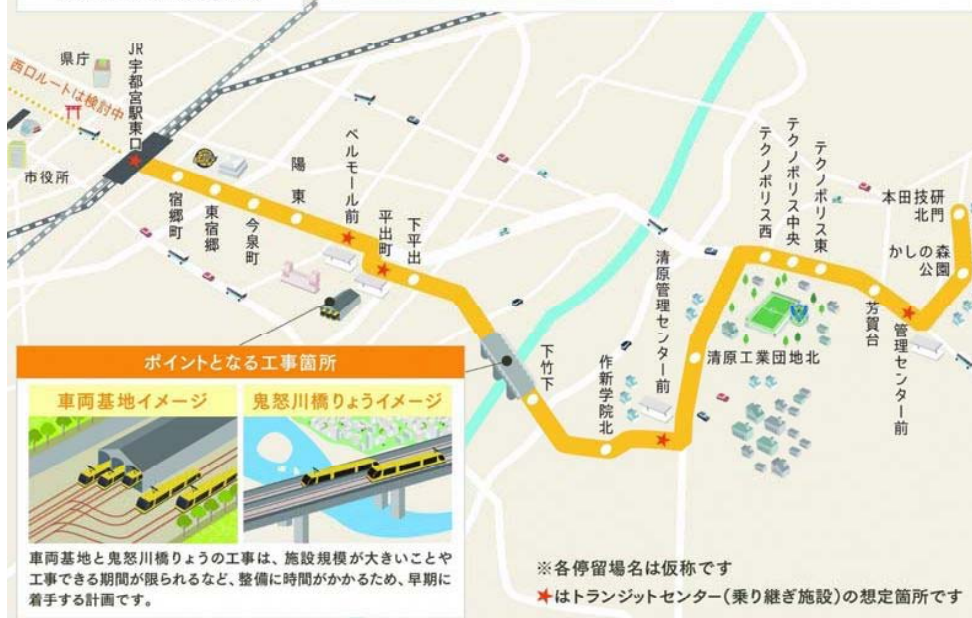 県庁
西口ルートは検討中
JR宇都宮駅東口
市役所
宿郷町
東宿郷
今泉町
陽東
ベルモール前
平出町
下平出
下竹下
作新学院北
清原管理センター前
清原工業団地北
テクノポリス西
テクノポリス中央
テクノポリス東
芳賀台
管理センター前
かしの森
公園
本田技研
北門
ポイントとなる工事箇所
車両基地イメージ
鬼怒川橋りょうイメージ
車両基地と鬼怒川橋りょうの工事は、施設規模が大きいことや
工事できる期間が限られるなど、整備に時間がかかるため、早期に
着手する計画です。
※各停留場名は仮称です
★はトランジットセンター(乗り継ぎ施設)の想定箇所です